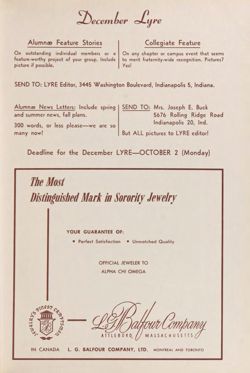 December Lyre
Alumnæ Feature Stories
On outstanding individual members or a
feature-worthy project of your group. Include
picture if possible.
Collegiate Feature
On any chapter or campus event that seems
to merit fraternity-wide recognition. Pictures?
Yes!
SEND TO: LYRE Editor, 3445 Washington Boulevard, Indianapolis 5, Indiana.
Alumnæ News Letters: Include spring
and summer news, fall plans.
300 words, or less please—we are so
many now!
SEND TO: Mrs. Joseph E. Buck
5676 Rolling Ridge Road
Indianapolis 20, Ind.
But ALL pictures to LYRE editor!
Deadline for the December LYRE—OCTOBER 2 (Monday)
The Most
Distinguished Mark in Sorority Jewelry
YOUR GUARANTEE OF:
• Perfect Satisfaction • Unmatched Quality
OFFICIAL JEWELER TO
ALPHA CHI OMEGA
JEWELRY'S FINEST CRAFTSMEN
L.G. Balfour Company
ATTLEBORO, MASSACHUSETTS
IN CANADA L. G. BALFOUR COMPANY, LTD. MONTREAL AND TORONTO